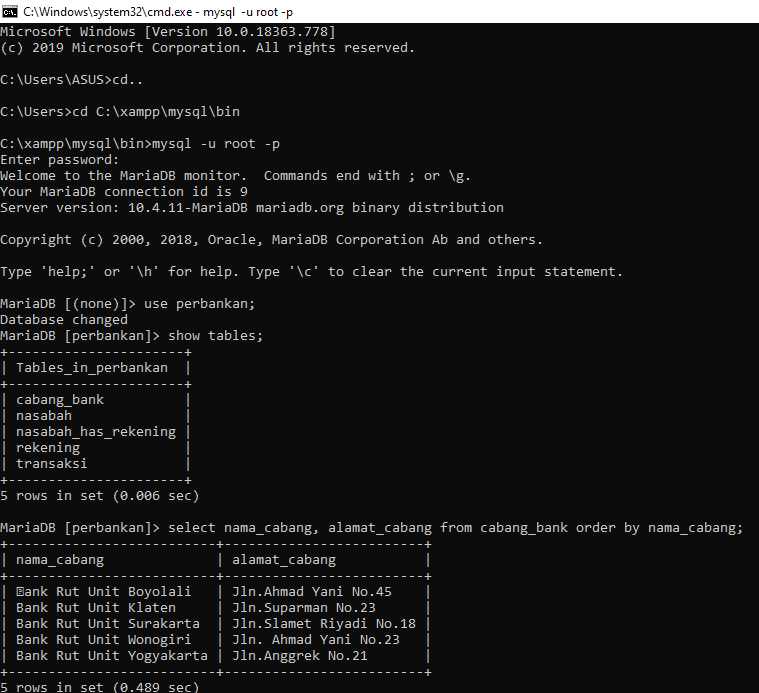 C:\Windows\system32\cmd.exe - mysql -u root -p
Microsoft Windows [Version 10.0.18363.778]
(c) 2019 Microsoft Corporation. All rights reserved.
C:\Users\ASUS>cd..
C:\Users>cd C:\xampp\mysql\bin
C:\xampp\mysql\bin>mysql -u root -p
Enter password:
Welcome to the MariaDB monitor.  Commands end with ; or \g.
Your MariaDB connection id is 9
Server version: 10.4.11-MariaDB mariadb.org binary distribution
Copyright (c) 2000, 2018, Oracle, MariaDB Corporation Ab and others.
Type 'help;' or '\h' for help. Type '\c' to clear the current input statement.
MariaDB [(none)]> use perbankan;
Database changed
MariaDB [perbankan]> show tables;
+----------------------+
| Tables_in_perbankan  |
+----------------------+
| cabang_bank          |
| nasabah              |
| nasabah_has_rekening |
| rekening             |
| transaksi            |
+----------------------+
5 rows in set (0.006 sec)
MariaDB [perbankan]> select nama_cabang, alamat_cabang from cabang_bank order by nama_cabang;
+--------------------------+-------------------------+
| nama_cabang              | alamat_cabang           |
+--------------------------+-------------------------+
| ⍰ank Rut Unit Boyolali   | Jln.Ahmad Yani No.45    |
| Bank Rut Unit Klaten     | Jln.Suparman No.23      |
| Bank Rut Unit Surakarta  | Jln.Slamet Riyadi No.18 |
| Bank Rut Unit Wonogiri   | Jln. Ahmad Yani No.23   |
| Bank Rut Unit Yogyakarta | Jln.Anggrek No.21       |
+--------------------------+-------------------------+
5 rows in set (0.489 sec)